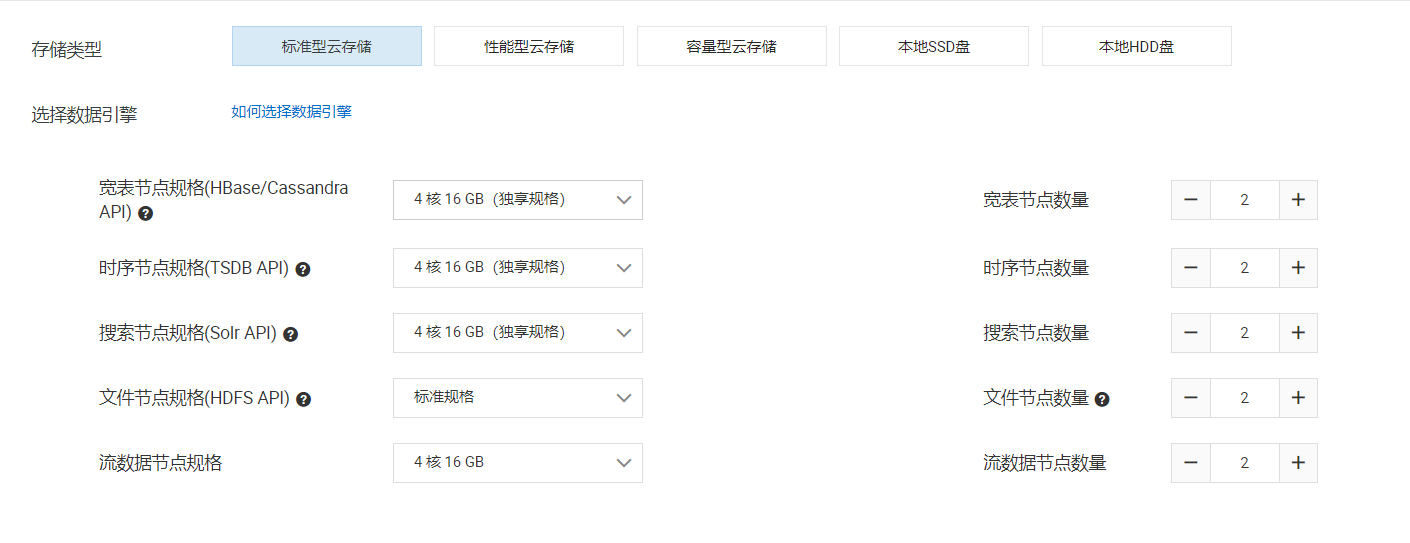 存储类型 标准型云存储 性能型云存储 容量型云存储 本地SSD盘 本地HDD盘
选择数据引擎 如何选择数据引擎
宽表节点规格(HBase/Cassandra
API) ? 4 核 16 GB（独享规格） 宽表节点数量 − 2 +
时序节点规格(TSDB API) ? 4 核 16 GB（独享规格） 时序节点数量 − 2 +
搜索节点规格(Solr API) ? 4 核 16 GB（独享规格） 搜索节点数量 − 2 +
文件节点规格(HDFS API) ? 标准规格 文件节点数量 ? − 2 +
流数据节点规格 4 核 16 GB 流数据节点数量 − 2 +